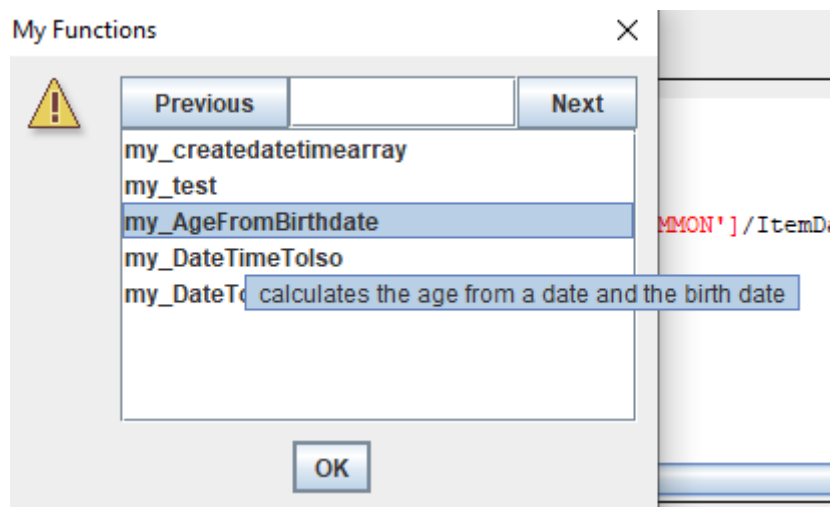 My Functions
Previous Next
my_createdatetimearray
my_test
my_AgeFromBirthdate
MMON']/ItemDa
my_DateTimeToIso
my_DateTo
calculates the age from a date and the birth date
OK